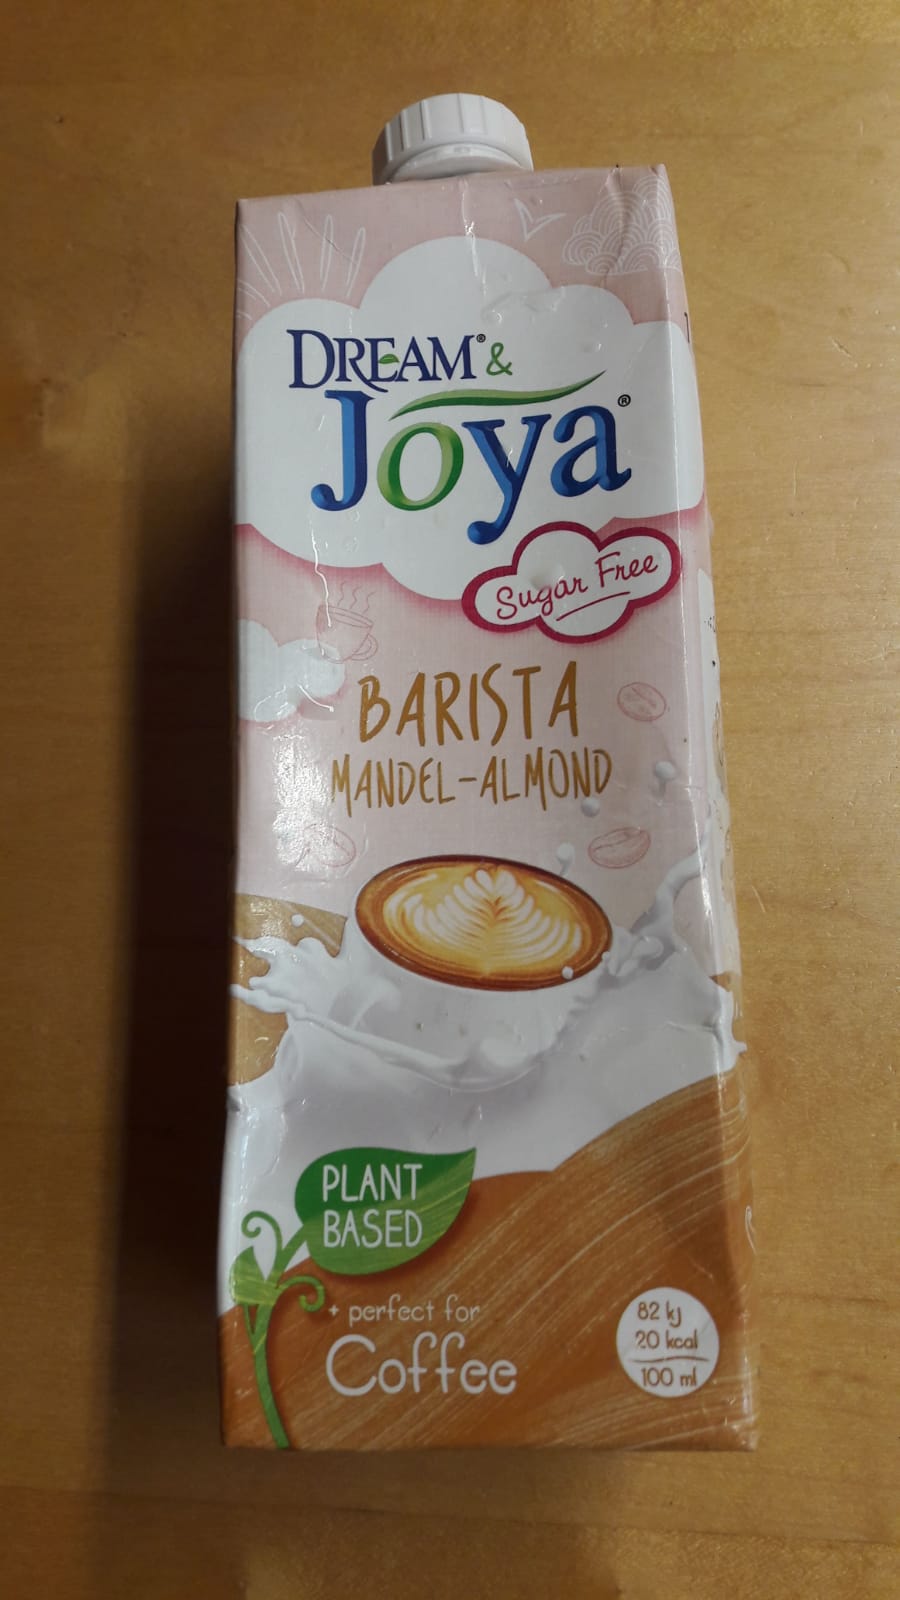 DREAM® &
Joya®
Sugar Free
BARISTA
MANDEL-ALMOND
PLANT
BASED
+ perfect for
Coffee
82 kj
20 kcal
100 ml